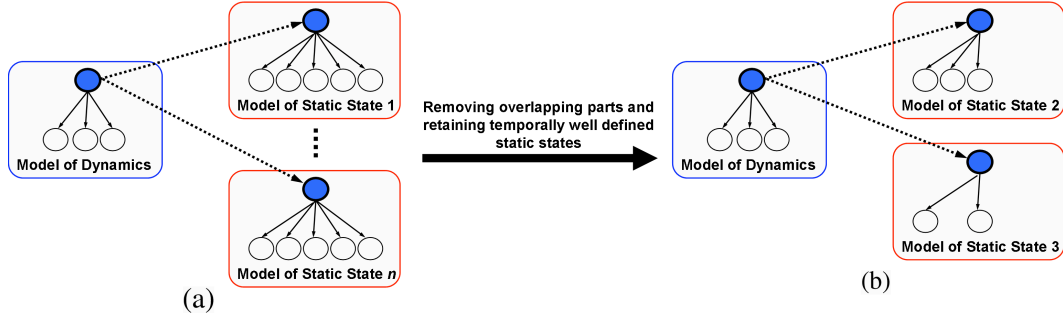 Model of Dynamics
Model of Static State 1
Model of Static State n
(a)
Removing overlapping parts and
retaining temporally well defined
static states
Model of Dynamics
Model of Static State 2
Model of Static State 3
(b)